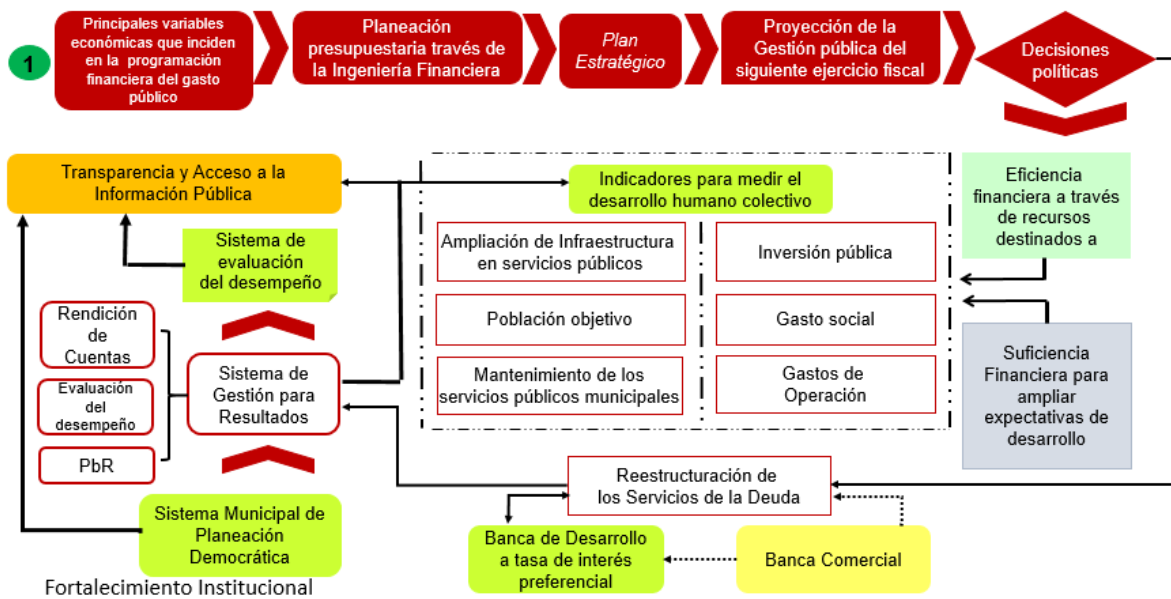 1
Principales variables
económicas que inciden
en la programación
financiera del gasto
público
Planeación
presupuestaria través de
la Ingeniería Financiera
Plan
Estratégico
Proyección de la
Gestión pública del
siguiente ejercicio fiscal
Decisiones
políticas
Transparencia y Acceso a la
Información Pública
Indicadores para medir el
desarrollo humano colectivo
Eficiencia
financiera a través
de recursos
destinados a
Sistema de
evaluación
del desempeño
Ampliación de Infraestructura
en servicios públicos
Inversión pública
Rendición
de
Cuentas
Población objetivo
Gasto social
Evaluación
del
desempeño
Sistema de
Gestión para
Resultados
Mantenimiento de los
servicios públicos municipales
Gastos de
Operación
Suficiencia
Financiera para
ampliar
expectativas de
desarrollo
PbR
Reestructuración de
los Servicios de la Deuda
Sistema Municipal de
Planeación
Democrática
Banca de Desarrollo
a tasa de interés
preferencial
Banca Comercial
Fortalecimiento Institucional